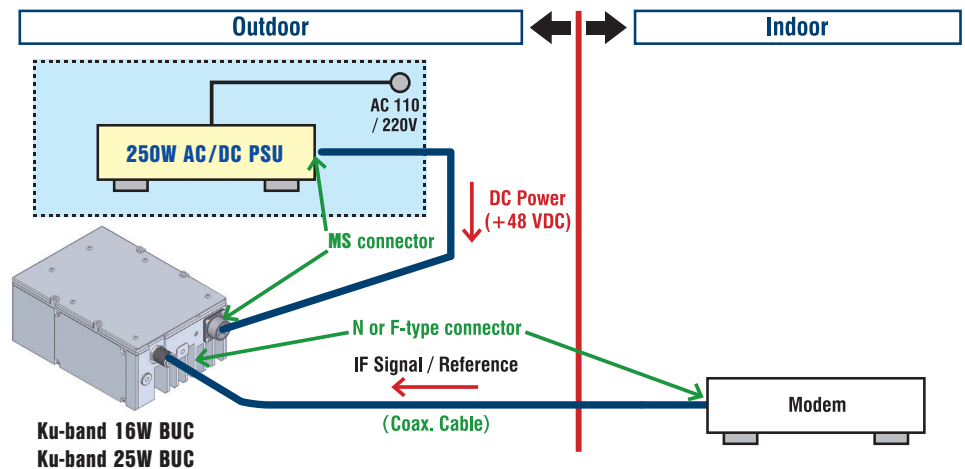 Outdoor
Indoor
AC 110
/ 220V
250W AC/DC PSU
DC Power
(+48 VDC)
MS connector
N or F-type connector
IF Signal / Reference
(Coax. Cable)
Modem
Ku-band 16W BUC
Ku-band 25W BUC